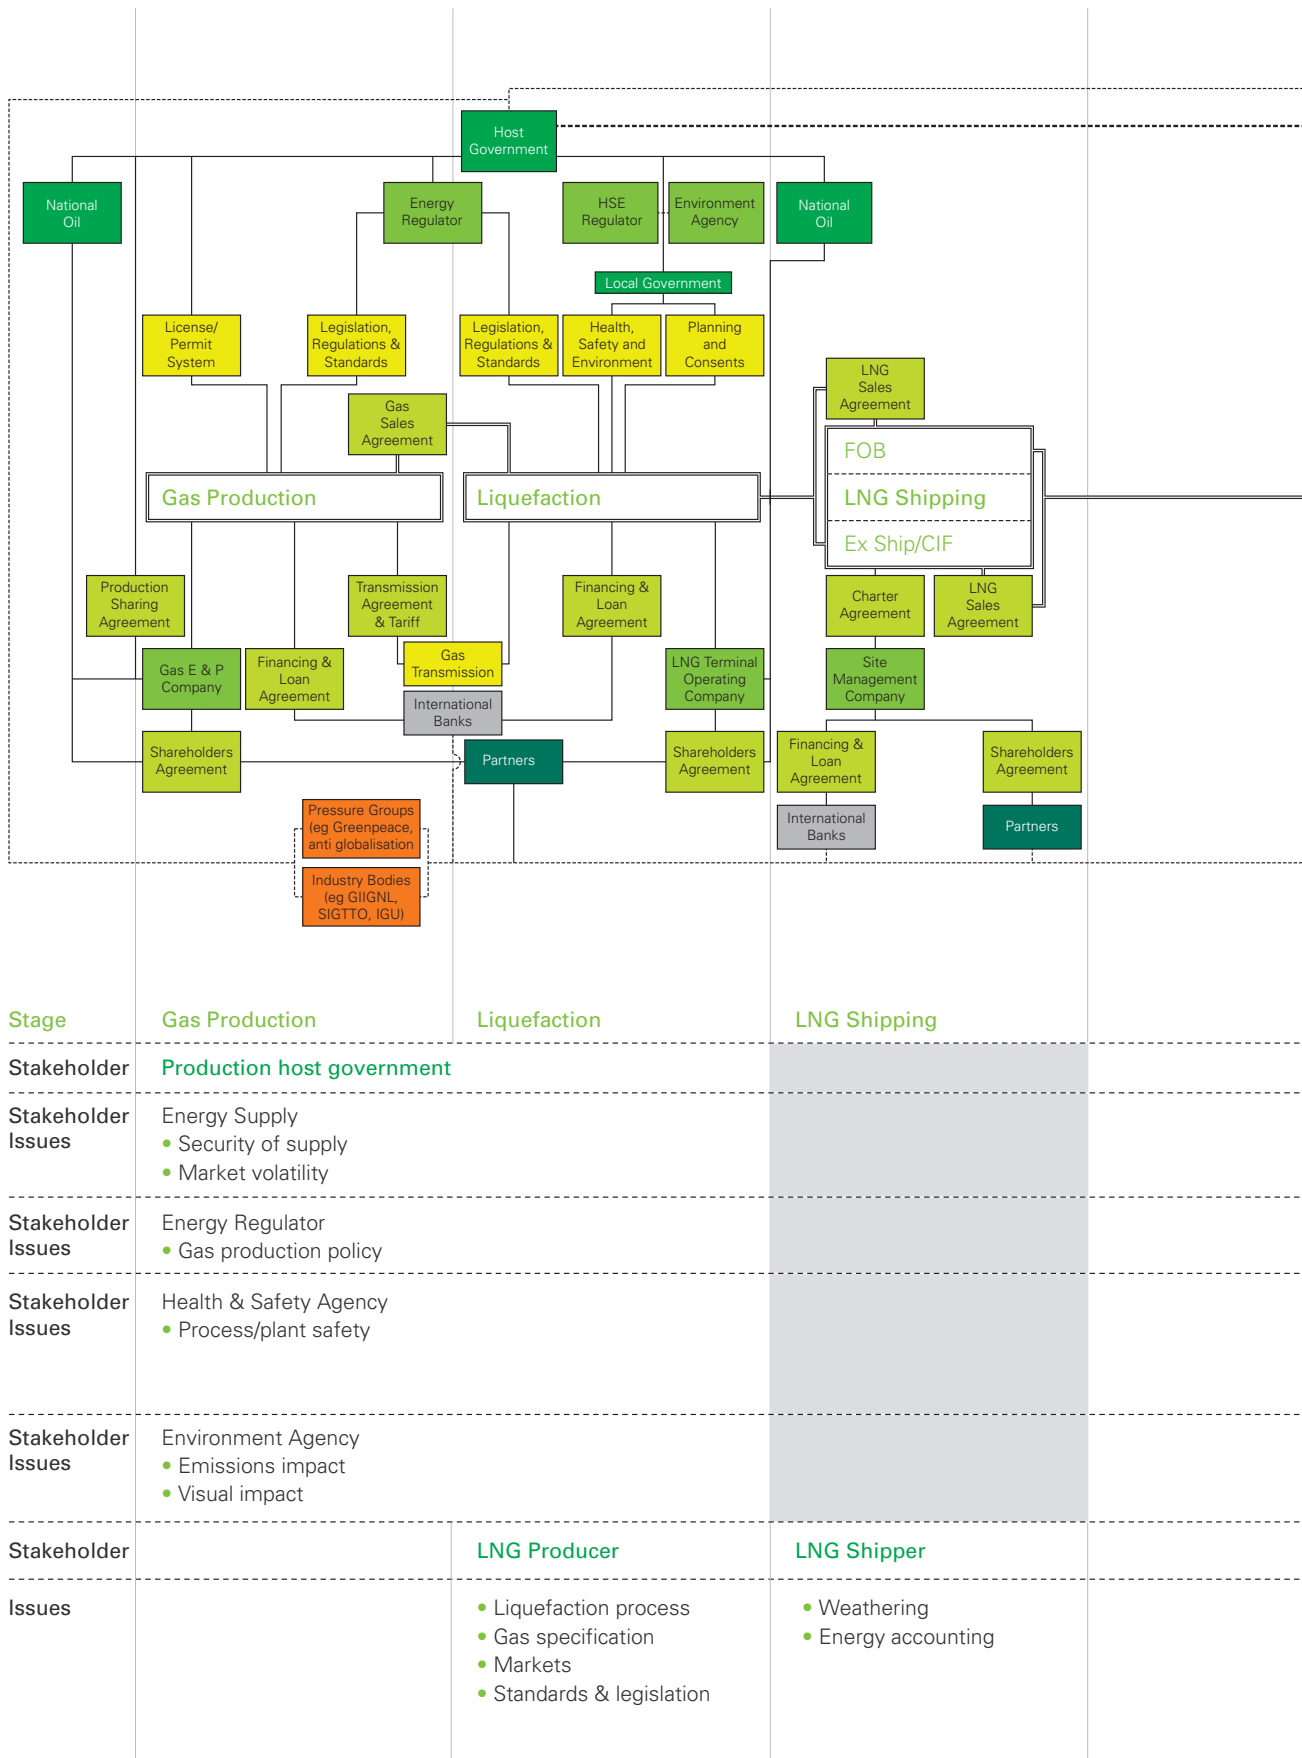 Host
Government
National
Oil
Energy
Regulator
HSE
Regulator
Environment
Agency
National
Oil
Local Government
License/
Permit
System
Legislation,
Regulations &
Standards
Legislation,
Regulations &
Standards
Health,
Safety and
Environment
Planning
and
Consents
LNG
Sales
Agreement
Gas
Sales
Agreement
FOB
Gas Production
Liquefaction
LNG Shipping
Ex Ship/CIF
Production
Sharing
Agreement
Transmission
Agreement
& Tariff
Financing &
Loan
Agreement
Charter
Agreement
LNG
Sales
Agreement
Gas E & P
Company
Financing &
Loan
Agreement
Gas
Transmission
LNG Terminal
Operating
Company
Site
Management
Company
International
Banks
Shareholders
Agreement
Partners
Shareholders
Agreement
Financing &
Loan
Agreement
Shareholders
Agreement
Pressure Groups
(eg Greenpeace,
anti globalisation
International
Banks
Partners
Industry Bodies
(eg GIIGNL,
SIGTTO, IGU)
Stage Gas Production Liquefaction LNG Shipping
Stakeholder Production host government
Stakeholder Energy Supply
Issues • Security of supply
• Market volatility
Stakeholder Energy Regulator
Issues • Gas production policy
Stakeholder Health & Safety Agency
Issues • Process/plant safety
Stakeholder Environment Agency
Issues • Emissions impact
• Visual impact
Stakeholder LNG Producer LNG Shipper
Issues • Liquefaction process • Weathering
• Gas specification • Energy accounting
• Markets
• Standards & legislation